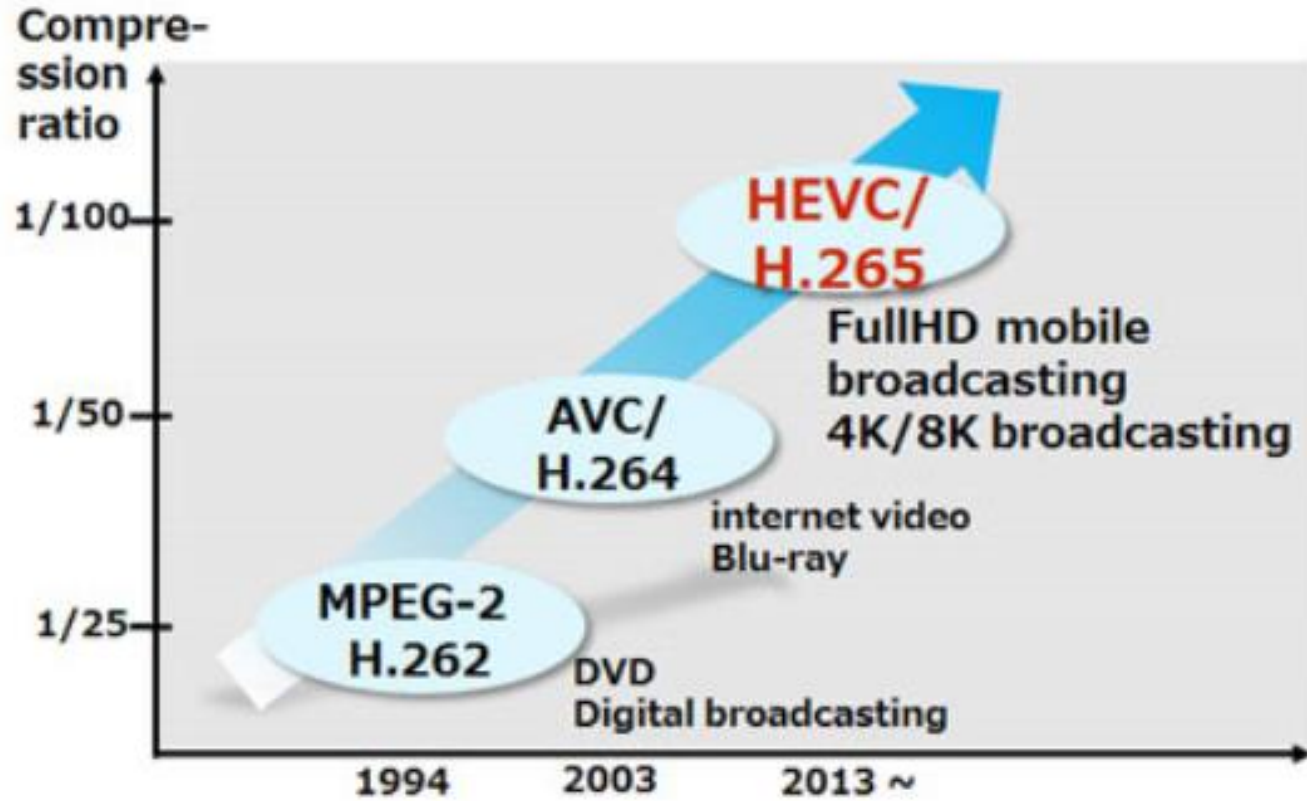 Compre-
ssion
ratio
1/100
HEVC/
H.265
FullHD mobile
broadcasting
4K/8K broadcasting
1/50
AVC/
H.264
internet video
Blu-ray
1/25
MPEG-2
H.262
DVD
Digital broadcasting
1994 2003 2013 ~